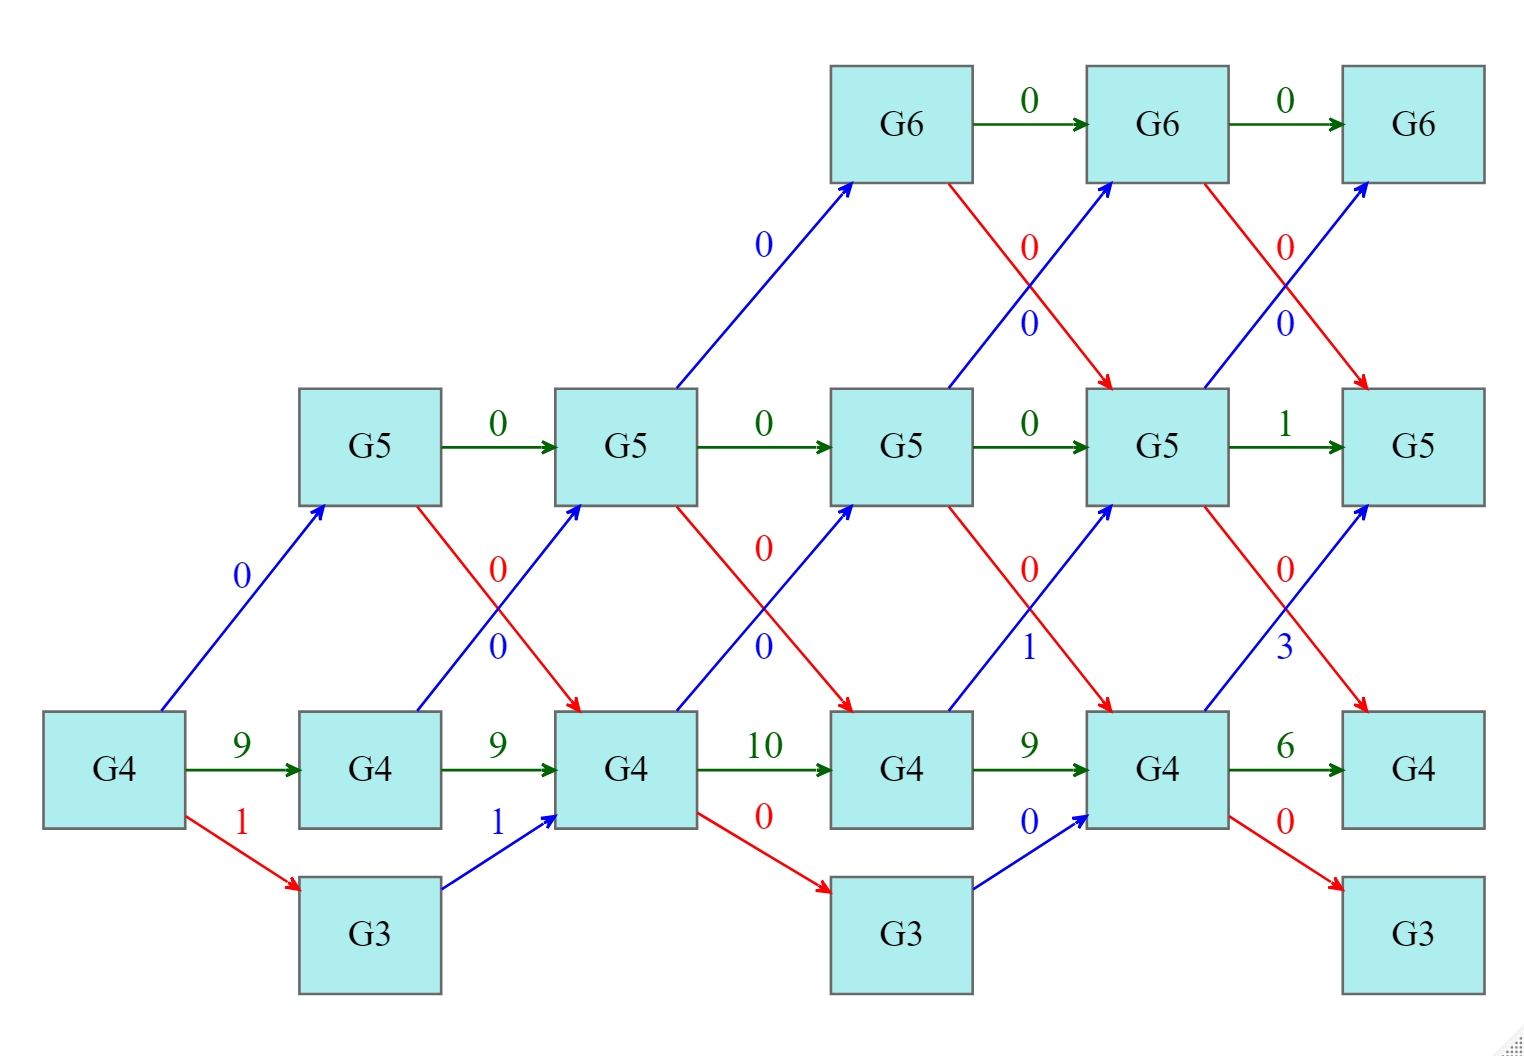 0 0
G6 G6 G6
0 0 0
0 0
0 0 0 1
G5 G5 G5 G5 G5
0
0 0 0 0
0 0 1 3
9 9 10 9 6
G4 G4 G4 G4 G4 G4
1 1 0 0 0
G3 G3 G3